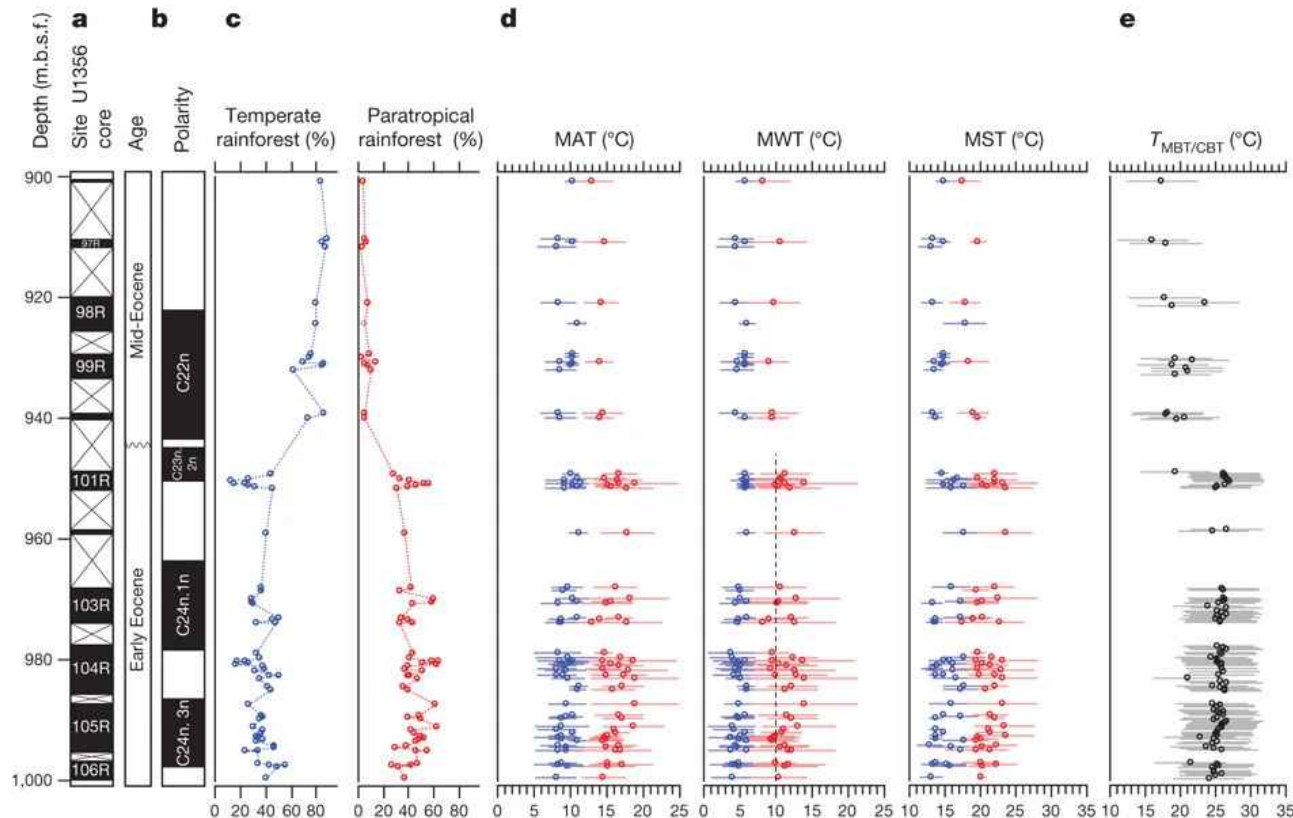 a
b
c
d
e
Depth (m.b.s.f.)
Site U1356
core
Age
Polarity
Temperate
rainforest (%)
Paratropical
rainforest (%)
MAT (°C)
MWT (°C)
MST (°C)
T MBT/CBT (°C)
900
920
940
960
980
1,000
97R
98R
99R
101R
103R
104R
105R
106R
Mid-Eocene
Early Eocene
C22n
C23n.
2n
C24n.1n
C24n. 3n
0 20 40 60 80
0 20 40 60 80
0 5 10 15 20 25
0 5 10 15 20 25
10 15 20 25 30 35
10 15 20 25 30 35